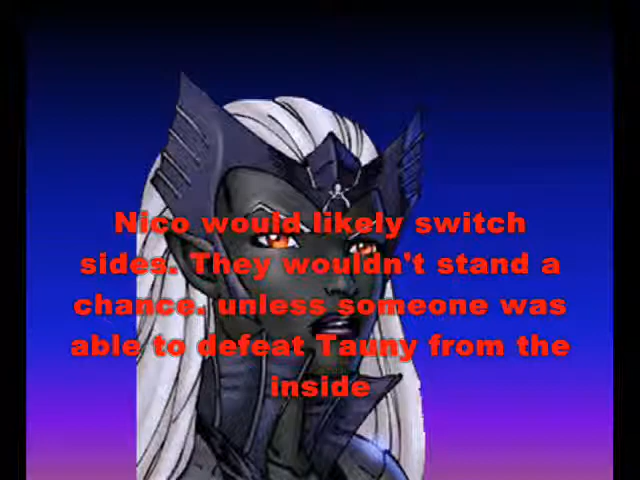 Nico would likely switch
sides. They wouldn't stand a
chance. unless someone was
able to defeat Tauny from the
inside